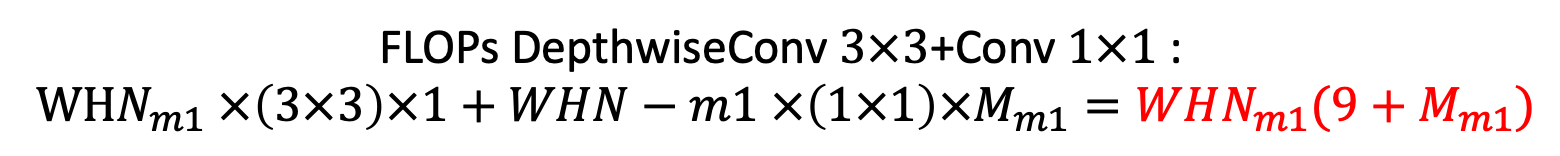 FLOPs DepthwiseConv 3×3+Conv 1×1 :
WHN_{m1} ×(3×3)×1 + WHN − m1 ×(1×1)×M_{m1} = WHN_{m1}(9 + M_{m1})